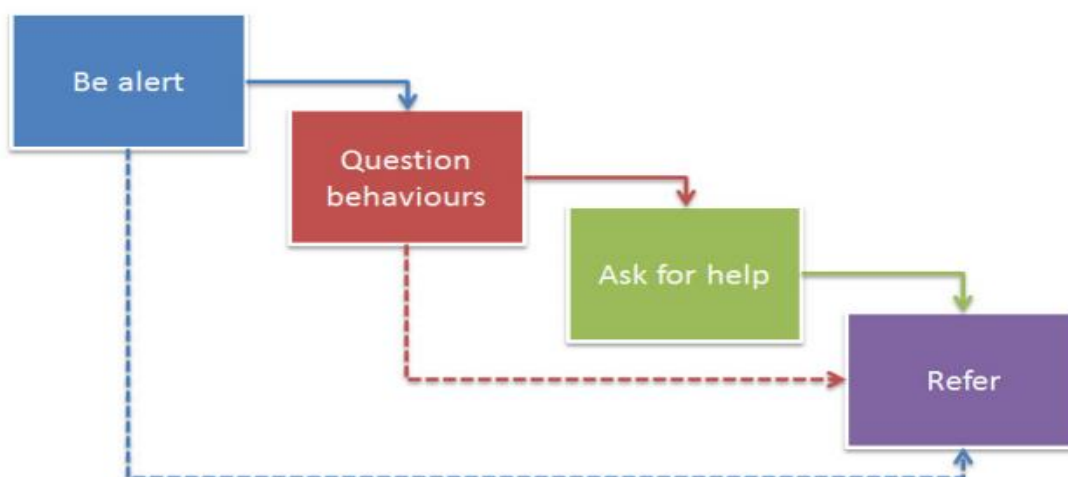 Be alert
Question
behaviours
Ask for help
Refer